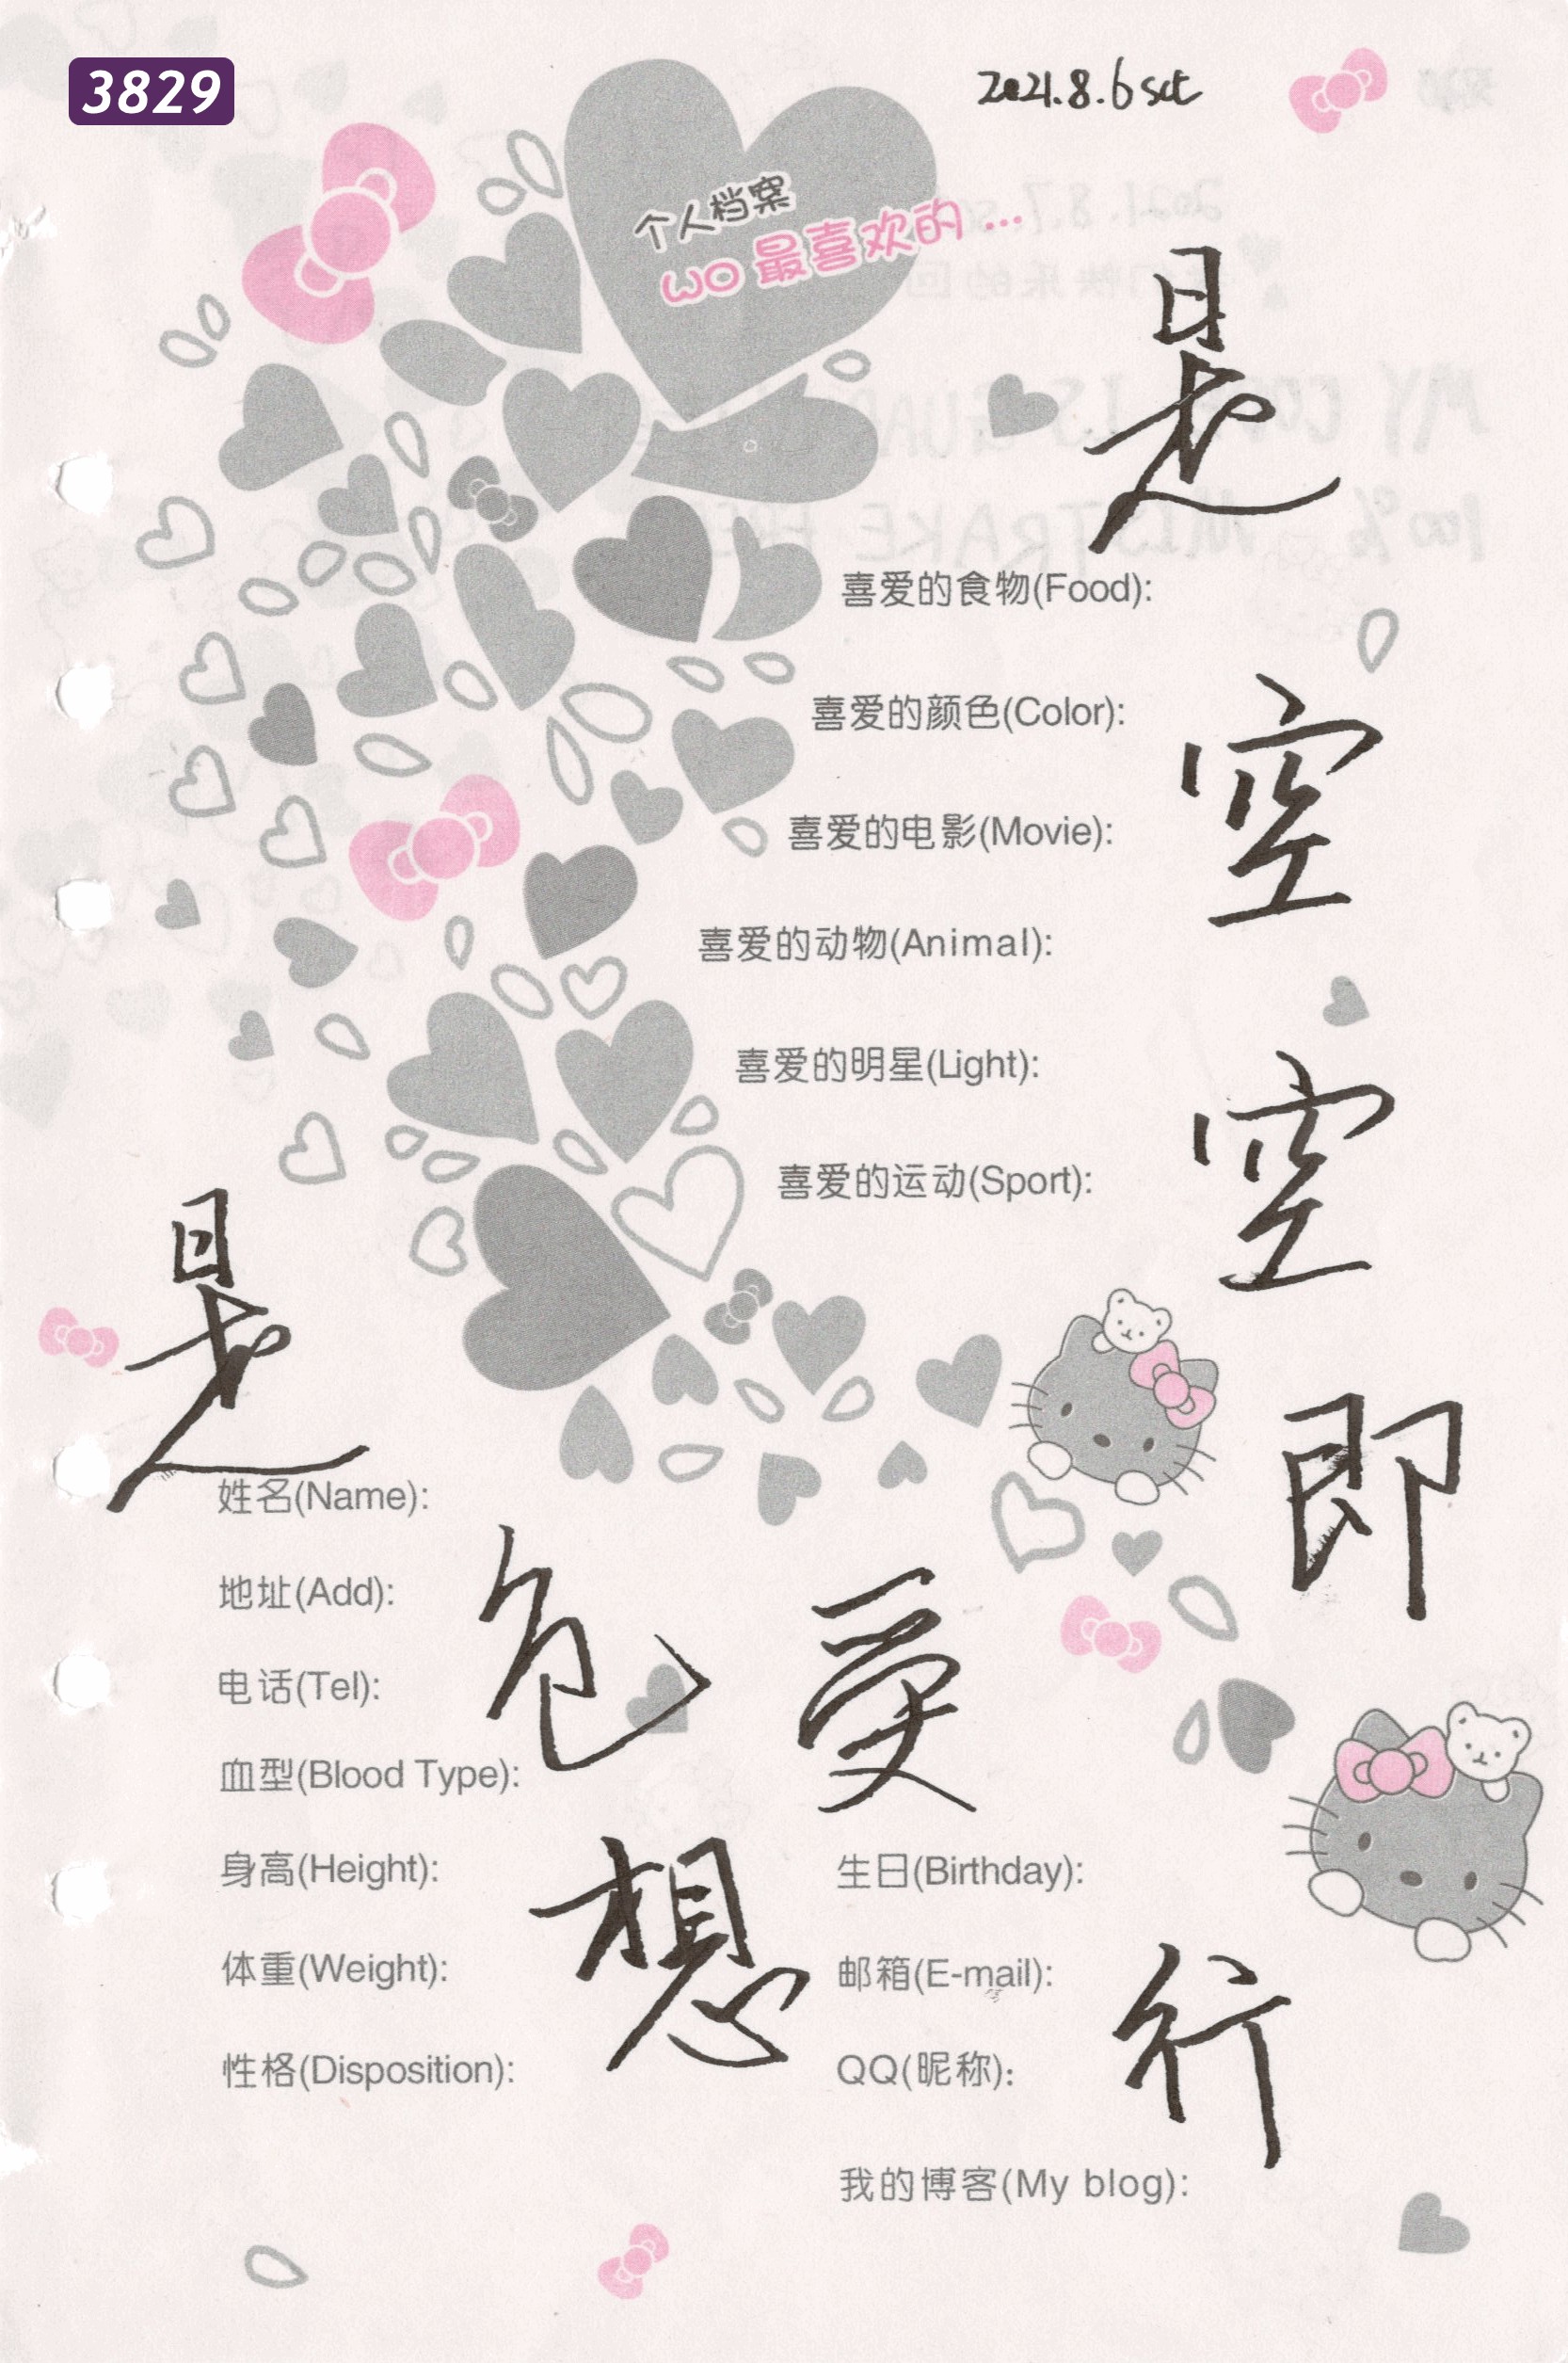 3829
2021.8.6 sat
个人档案
wo 最喜欢的 ...
是
喜爱的食物(Food):
喜爱的颜色(Color):
空
喜爱的电影(Movie):
喜爱的动物(Animal):
喜爱的明星(Light):
空
喜爱的运动(Sport):
是
即
姓名(Name):
地址(Add):
色 受
电话(Tel):
血型(Blood Type):
身高(Height):
想
生日(Birthday):
体重(Weight):
邮箱(E-mail):
行
性格(Disposition):
QQ(昵称):
我的博客(My blog):